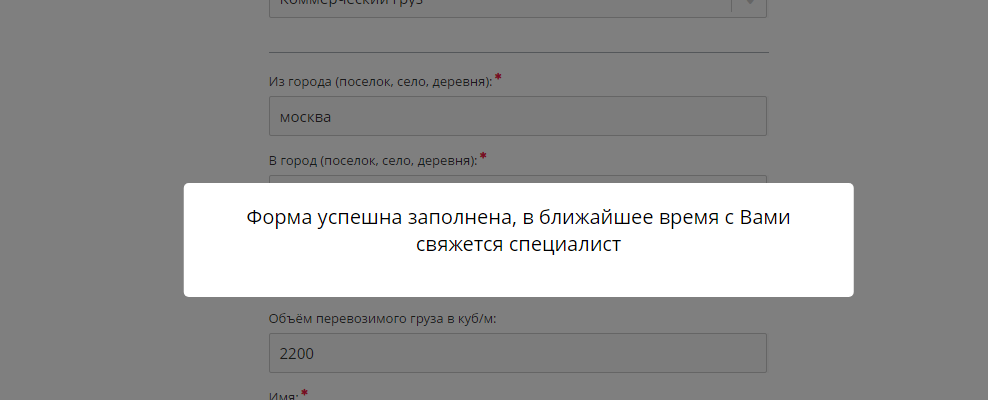 Коммерческий груз
Из города (поселок, село, деревня):*
москва
В город (поселок, село, деревня):*
Форма успешна заполнена, в ближайшее время с Вами
свяжется специалист
Объём перевозимого груза в куб/м:
2200
Имя:*